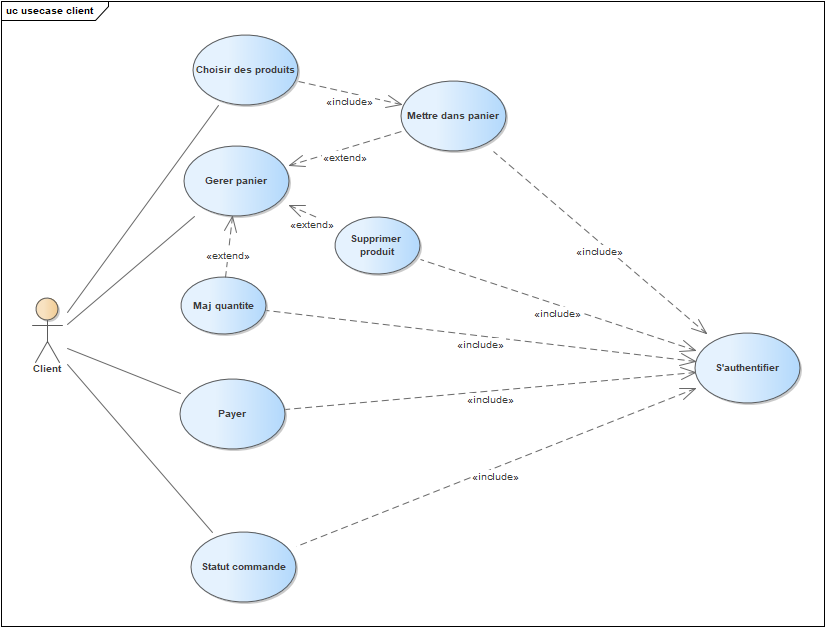 uc usecase client
Choisir des produits
«include»
Mettre dans panier
«extend»
Gerer panier
«extend»
Supprimer
produit
«extend»
«include»
Maj quantite
«include»
«include»
Client
S'authentifier
«include»
Payer
«include»
Statut commande